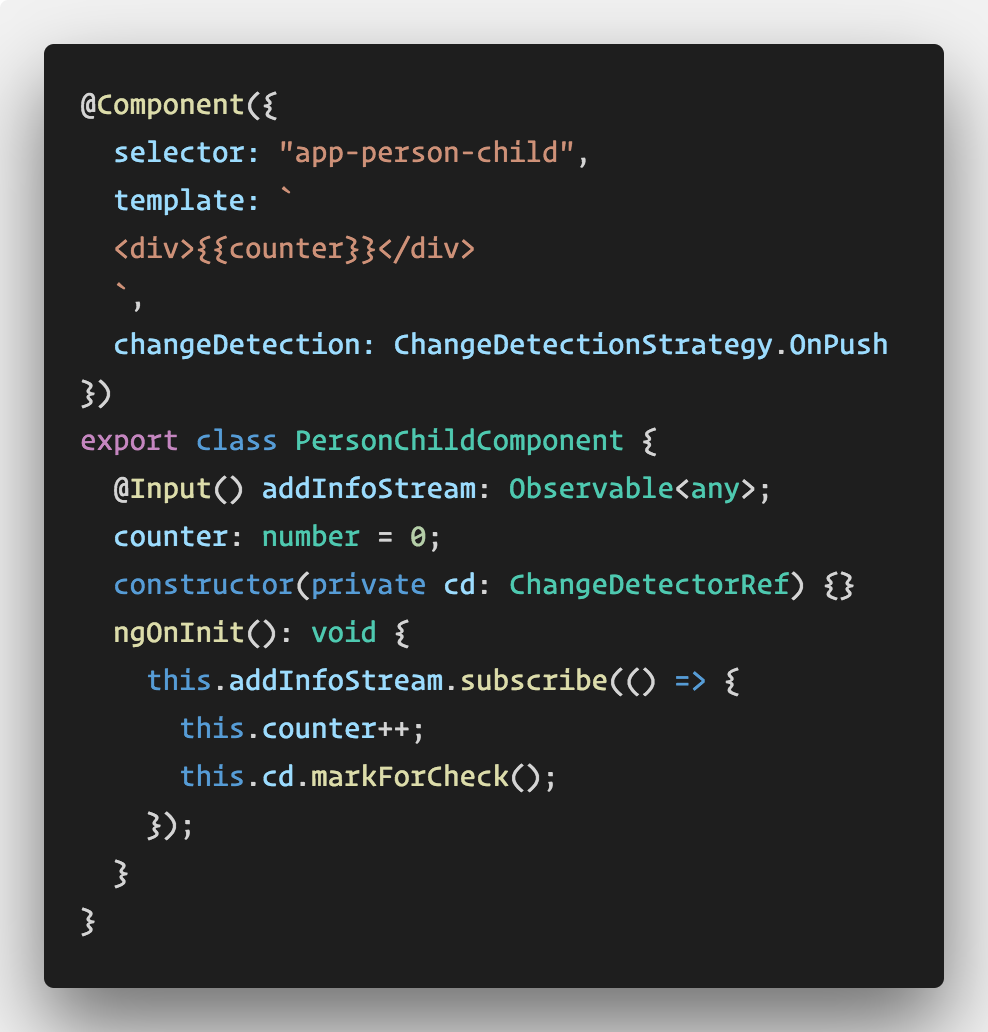 @Component({
  selector: "app-person-child",
  template: `
  <div>{{counter}}</div>
  `,
  changeDetection: ChangeDetectionStrategy.OnPush
})
export class PersonChildComponent {
  @Input() addInfoStream: Observable<any>;
  counter: number = 0;
  constructor(private cd: ChangeDetectorRef) {}
  ngOnInit(): void {
    this.addInfoStream.subscribe(() => {
      this.counter++;
      this.cd.markForCheck();
    });
  }
}